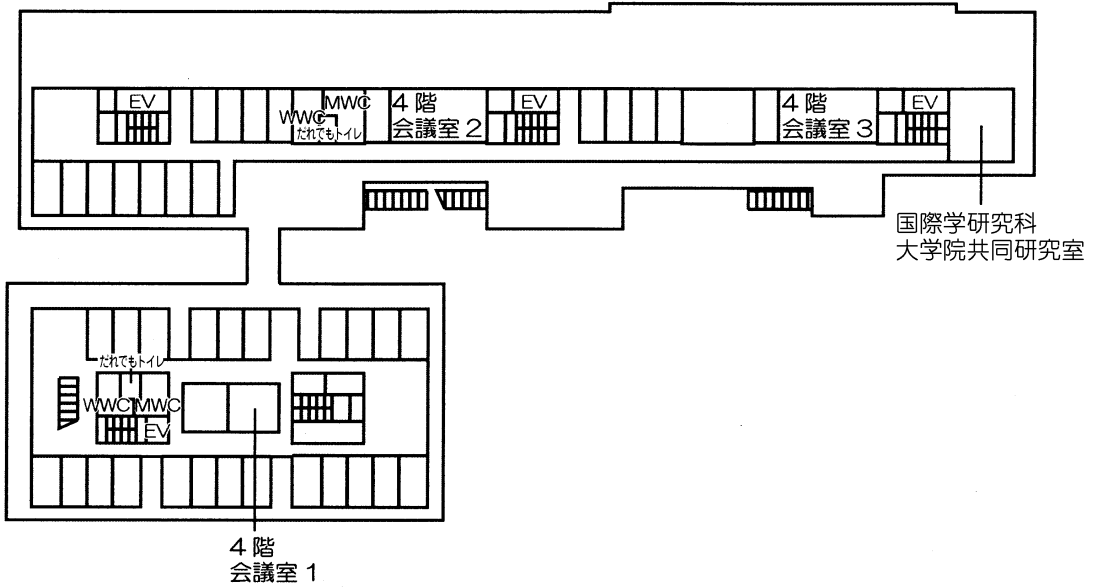 EV
WWC
MWC
だれでもトイレ
4階
会議室2
EV
4階
会議室3
EV
国際学研究科
大学院共同研究室
だれでもトイレ
WWC
MWC
EV
4階
会議室1